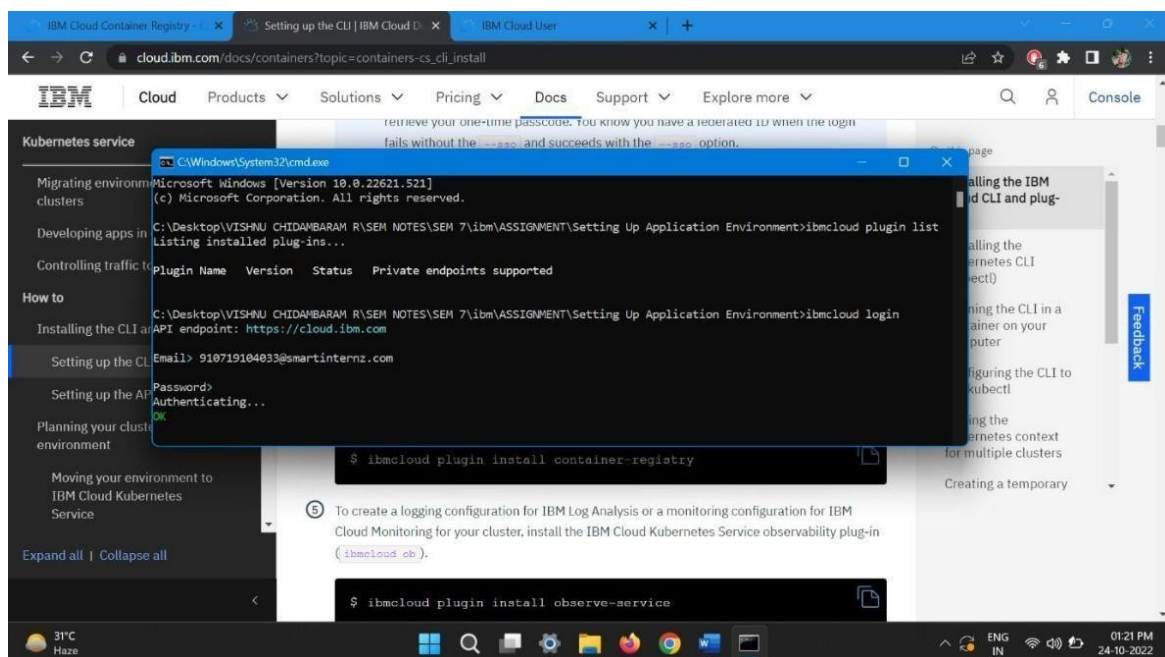 IBM Cloud Container Registry -
Setting up the CLI | IBM Cloud D
IBM Cloud User
cloud.ibm.com/docs/containers?topic=containers-cs_cli_install
IBM Cloud Products Solutions Pricing Docs Support Explore more Console
Kubernetes service
Migrating environm
clusters
Developing apps in
Controlling traffic to
How to
Installing the CLI an
Setting up the CL
Setting up the AP
Planning your cluste
environment
Moving your environment to
IBM Cloud Kubernetes
Service
Expand all | Collapse all
retrieve your one-time passcode. You know you have a federated ID when the login
fails without the --sso and succeeds with the --sso option.
C:\Windows\System32\cmd.exe
Microsoft Windows [Version 10.0.22621.521]
(c) Microsoft Corporation. All rights reserved.
C:\Desktop\VISHNU CHIDAMBARAM R\SEM NOTES\SEM 7\ibm\ASSIGNMENT\Setting Up Application Environment>ibmcloud plugin list
Listing installed plug-ins...
Plugin Name Version Status Private endpoints supported
C:\Desktop\VISHNU CHIDAMBARAM R\SEM NOTES\SEM 7\ibm\ASSIGNMENT\Setting Up Application Environment>ibmcloud login
API endpoint: https://cloud.ibm.com
Email> 910719104033@smartinternz.com
Password>
Authenticating...
OK
$ ibmcloud plugin install container-registry
5 To create a logging configuration for IBM Log Analysis or a monitoring configuration for IBM
Cloud Monitoring for your cluster, install the IBM Cloud Kubernetes Service observability plug-in
( ibmcloud ob ).
$ ibmcloud plugin install observe-service
page
alling the IBM
d CLI and plug-
alling the
ernetes CLI
ectl)
ning the CLI in a
ainer on your
puter
figuring the CLI to
kubectl
ing the
ernetes context
for multiple clusters
Creating a temporary
Feedback
31°C
Haze
ENG
IN
01:21 PM
24-10-2022